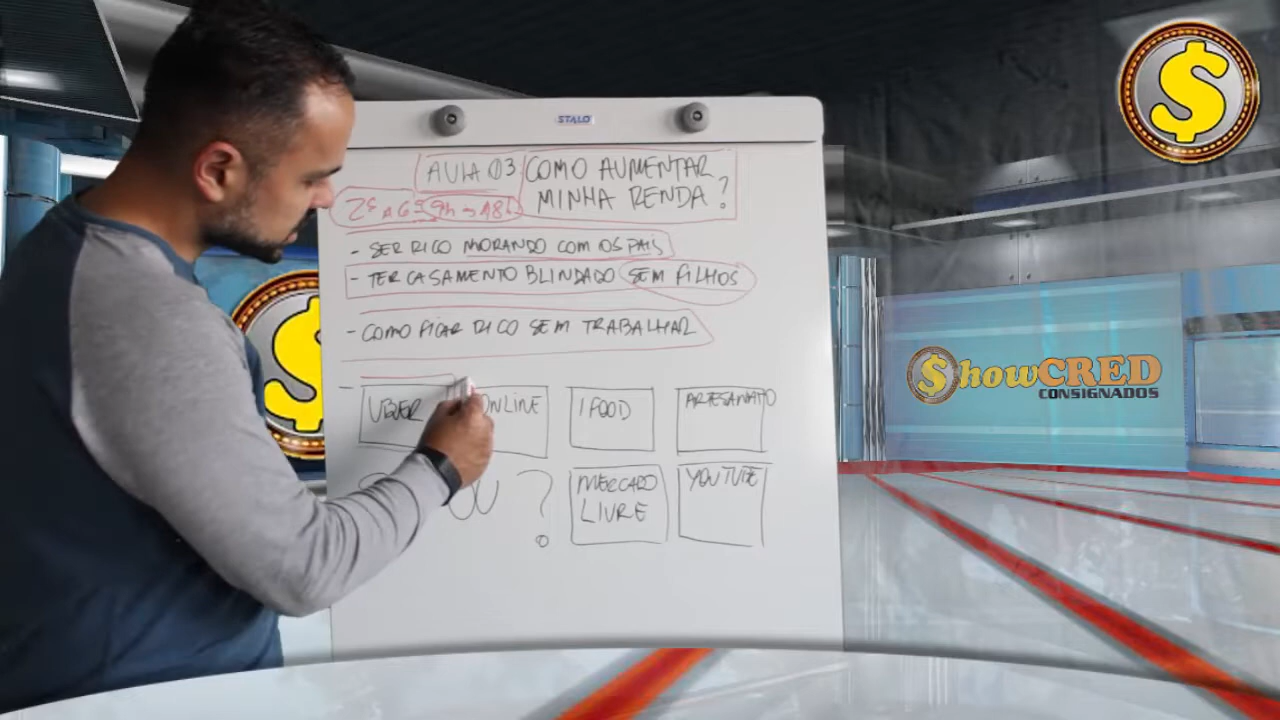 STALO
AULA 03
COMO AUMENTAR
MINHA RENDA?
2ª A 6ª 9h → 18h
- SER RICO MORANDO COM OS PAIS
- TER CASAMENTO BLINDADO SEM FILHOS
- COMO FICAR RICO SEM TRABALHAR
UBER
ONLINE
IFOOD
ARTESANATO
OU ?
MERCADO
LIVRE
YOUTUBE
$
$
$howCRED
CONSIGNADOS